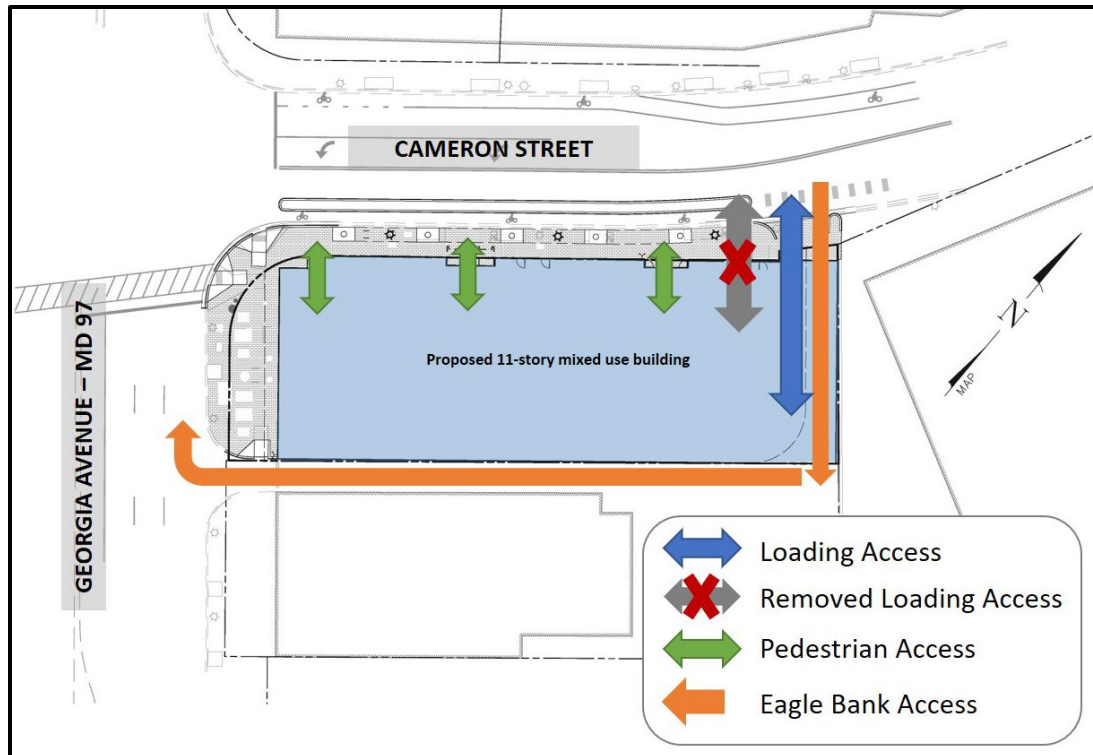 CAMERON STREET
GEORGIA AVENUE – MD 97
Proposed 11-story mixed use building
N
MAP
Loading Access
Removed Loading Access
Pedestrian Access
Eagle Bank Access